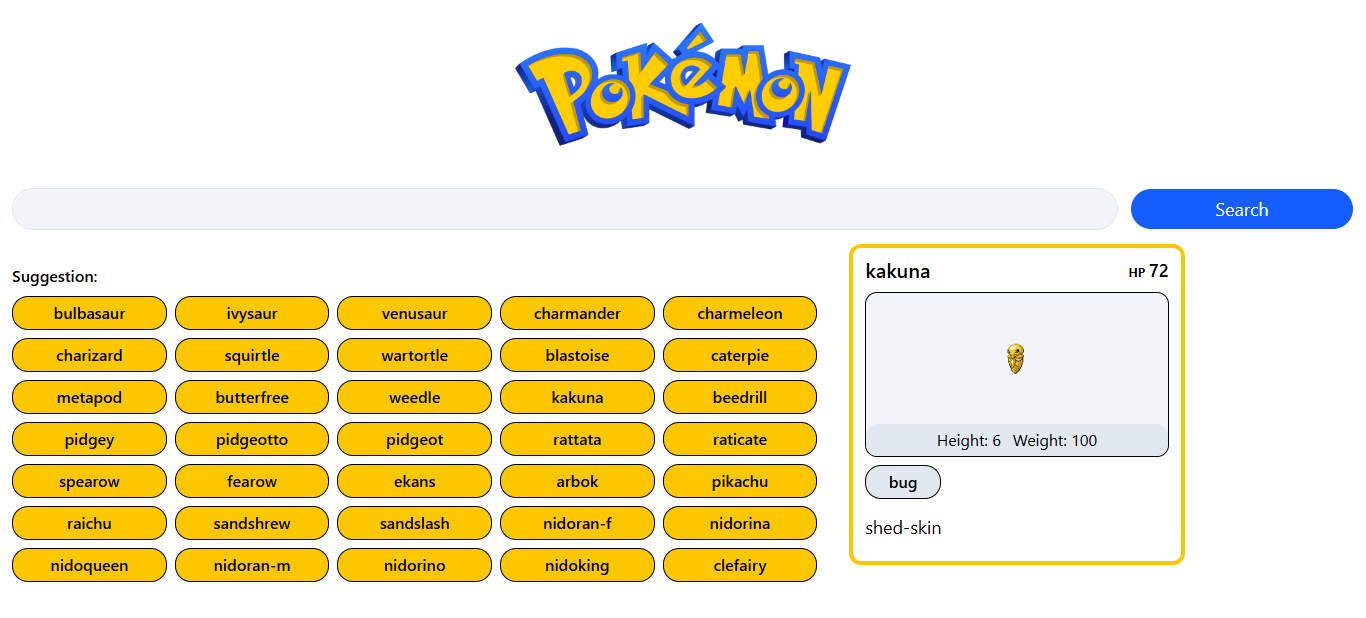 POKéMON
Search
Suggestion:
bulbasaur ivysaur venusaur charmander charmeleon
charizard squirtle wartortle blastoise caterpie
metapod butterfree weedle kakuna beedrill
pidgey pidgeotto pidgeot rattata raticate
spearow fearow ekans arbok pikachu
raichu sandshrew sandslash nidoran-f nidorina
nidoqueen nidoran-m nidorino nidoking clefairy
kakuna HP 72
Height: 6 Weight: 100
bug
shed-skin